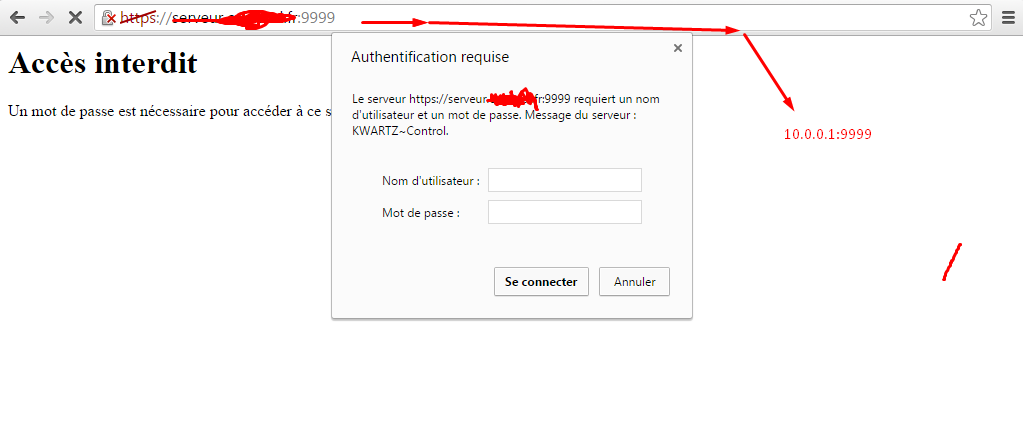 https://serveur fr:9999
Accès interdit
Un mot de passe est nécessaire pour accéder à ce s
Authentification requise
Le serveur https://serveur fr:9999 requiert un nom
d'utilisateur et un mot de passe. Message du serveur :
KWARTZ~Control.
Nom d'utilisateur :
Mot de passe :
Se connecter
Annuler
10.0.0.1:9999